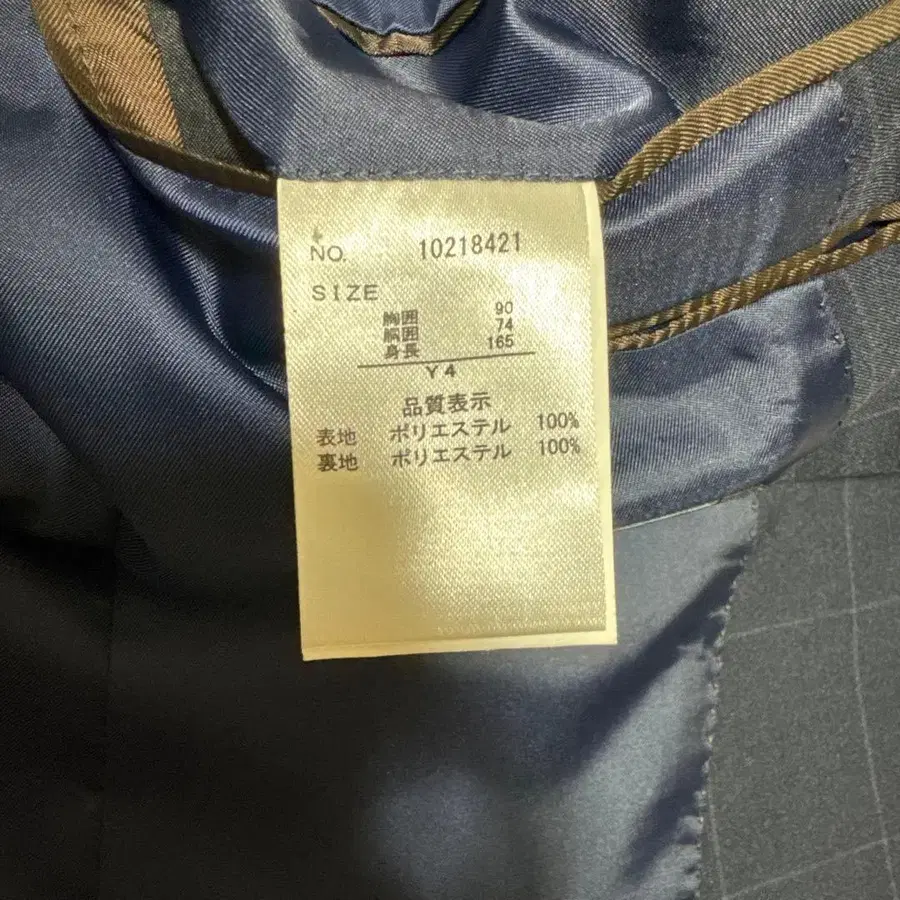 NO. 10218421
SIZE
胸囲 90
胴囲 74
身長 165
Y4
品質表示
表地 ポリエステル 100%
裏地 ポリエステル 100%